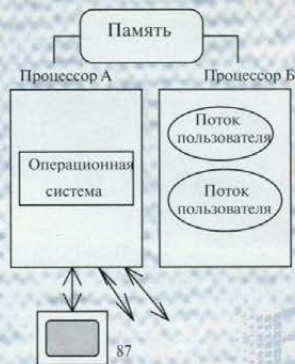 Память
Процессор А
Процессор Б
Операционная
система
Поток
пользователя
Поток
пользователя
87